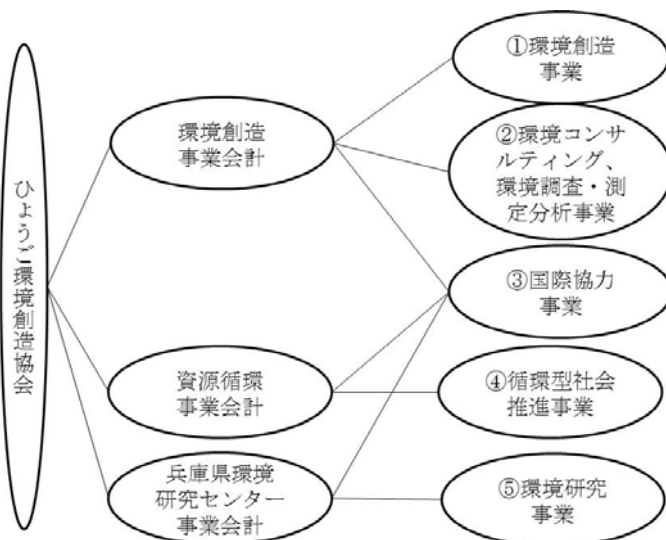 ひょうご環境創造協会
環境創造
事業会計
資源循環
事業会計
兵庫県環境
研究センター
事業会計
①環境創造
事業
②環境コンサ
ルティング、
環境調査・測
定分析事業
③国際協力
事業
④循環型社会
推進事業
⑤環境研究
事業